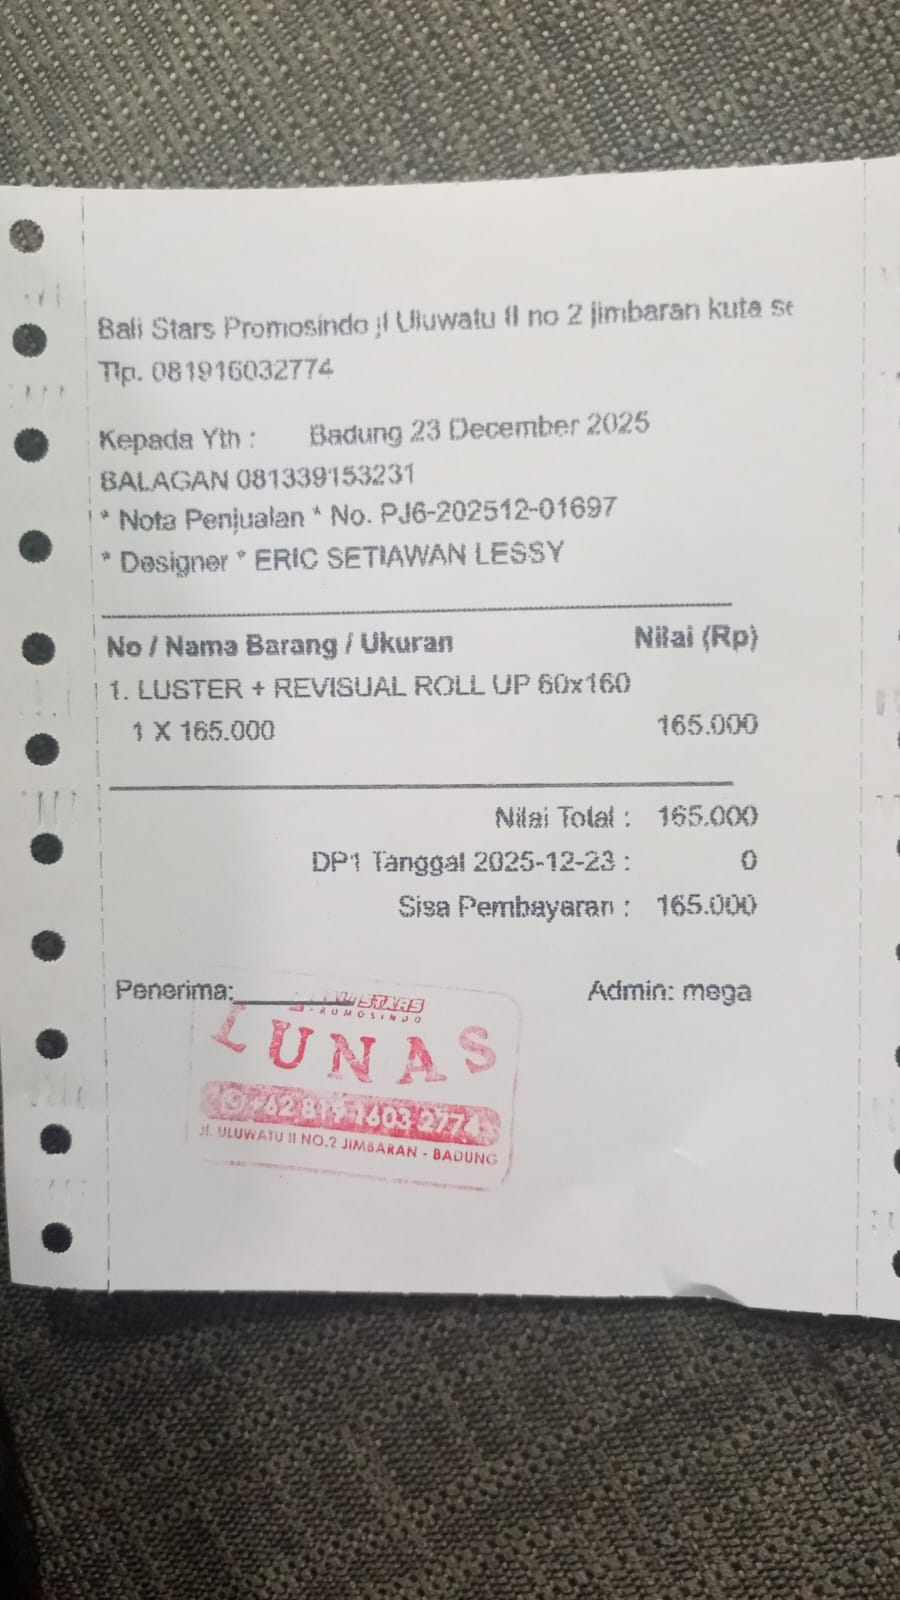 Bali Stars Promosindo jl Uluwatu II no 2 jimbaran kuta se
Tlp. 081916032774
Kepada Yth : Badung 23 December 2025
BALAGAN 081339153231
* Nota Penjualan * No. PJ6-202512-01697
* Designer * ERIC SETIAWAN LESSY
No / Nama Barang / Ukuran Nilai (Rp)
1. LUSTER + REVISUAL ROLL UP 60x160
1 X 165.000 165.000
Nilai Total : 165.000
DP1 Tanggal 2025-12-23 : 0
Sisa Pembayaran : 165.000
Penerima: Admin: mega
STARS
PROMOSINDO
LUNAS
+62 819 1603 2774
Jl. ULUWATU II NO.2 JIMBARAN - BADUNG